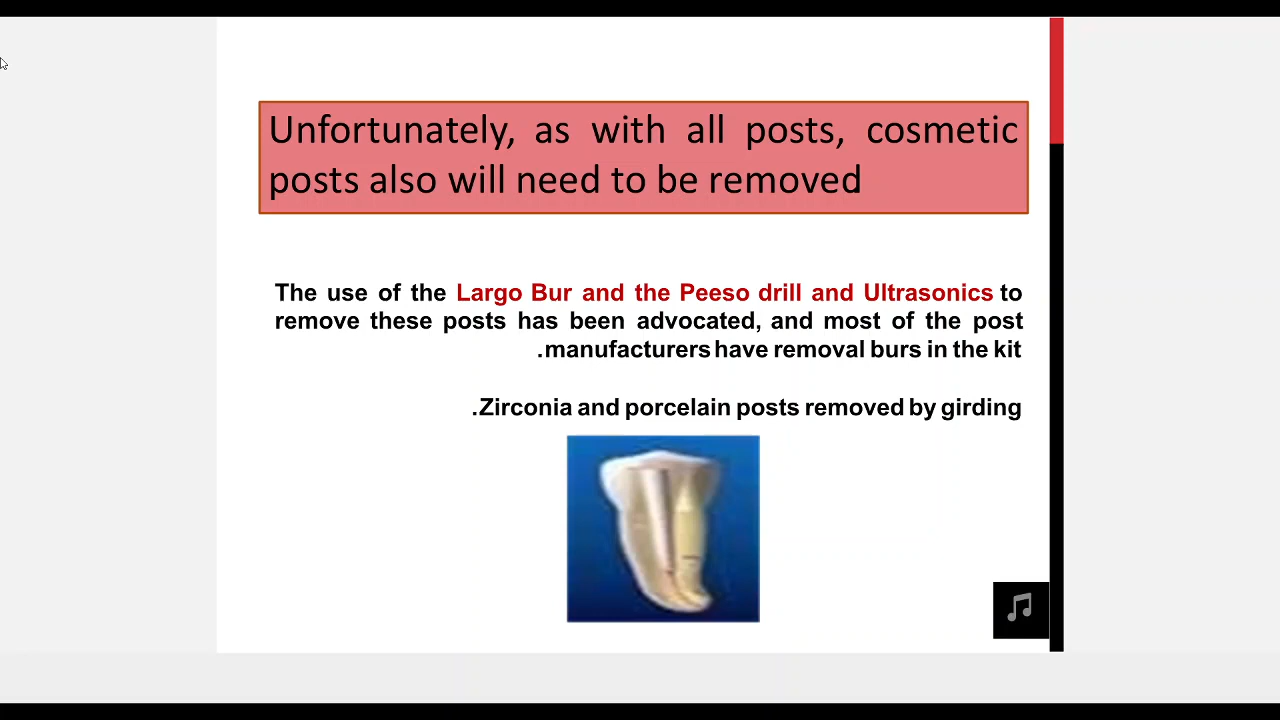 Unfortunately, as with all posts, cosmetic
posts also will need to be removed
The use of the Largo Bur and the Peeso drill and Ultrasonics to
remove these posts has been advocated, and most of the post
.manufacturers have removal burs in the kit
.Zirconia and porcelain posts removed by girding